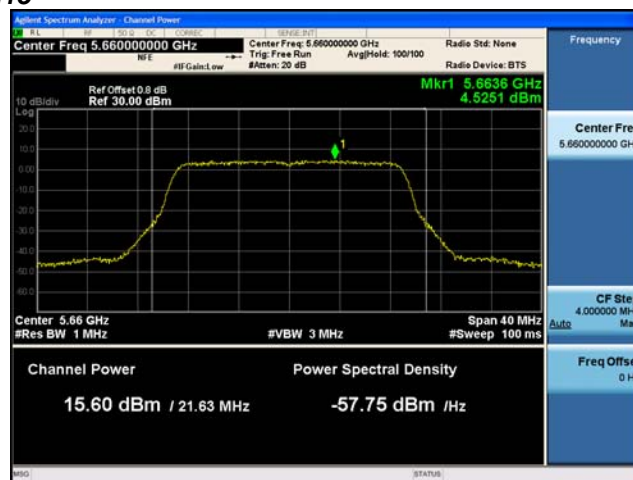 Agilent Spectrum Analyzer - Channel Power
RL RF 50 Ω DC CORREC SENSE:INT
Center Freq 5.660000000 GHz
NFE
#IFGain:Low
Center Freq: 5.660000000 GHz
Trig: Free Run Avg|Hold: 100/100
#Atten: 20 dB
Radio Std: None
Radio Device: BTS
Frequency
Ref Offset 0.8 dB
Ref 30.00 dBm
10 dB/div
Log
Mkr1 5.6636 GHz
4.5251 dBm
20.0
10.0
0.00
-10.0
-20.0
-30.0
-40.0
-50.0
-60.0
1
Center 5.66 GHz
#Res BW 1 MHz
#VBW 3 MHz
Span 40 MHz
#Sweep 100 ms
Channel Power
15.60 dBm / 21.63 MHz
Power Spectral Density
-57.75 dBm /Hz
Center Fre
5.660000000 GH
CF Ste
4.000000 MH
Auto Ma
Freq Offse
0 H
MSG
STATUS